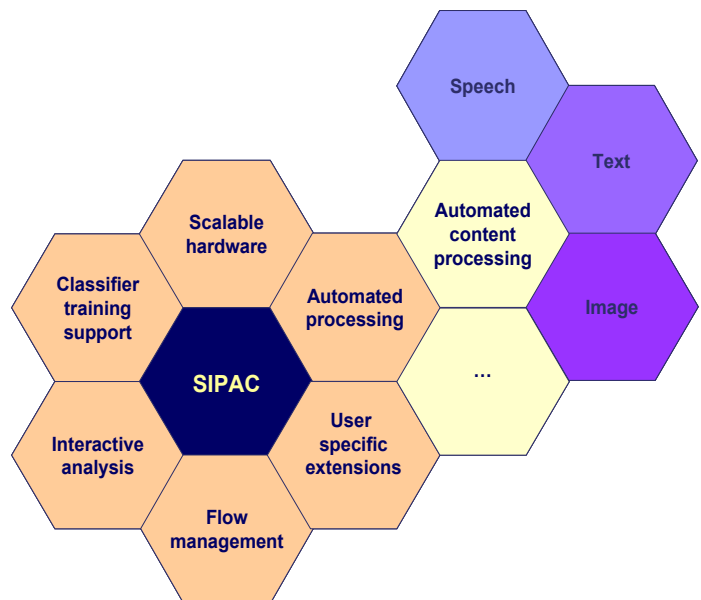 Speech
Text
Scalable
hardware
Automated
content
processing
Classifier
training
support
Automated
processing
Image
SIPAC
...
Interactive
analysis
User
specific
extensions
Flow
management